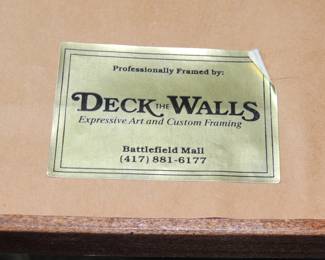 Professionally Framed by:
DECK THE WALLS
Expressive Art and Custom Framing
Battlefield Mall
(417) 881-6177